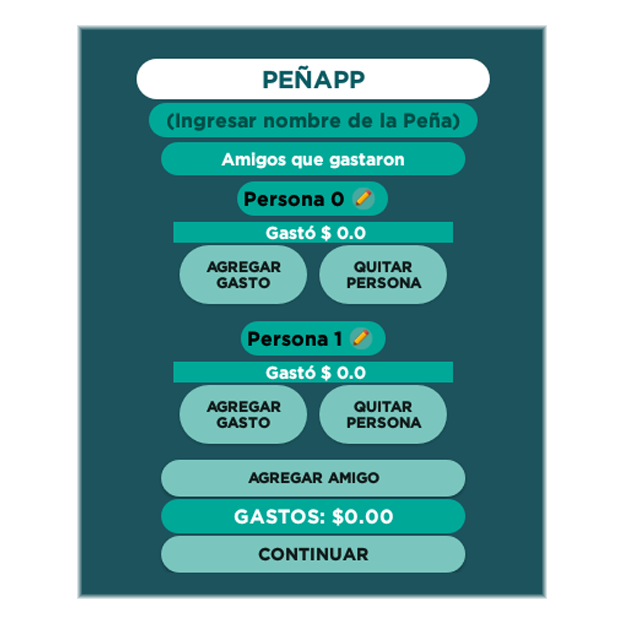 PEÑAPP
(Ingresar nombre de la Peña)
Amigos que gastaron
Persona 0
Gastó $ 0.0
AGREGAR
GASTO
QUITAR
PERSONA
Persona 1
Gastó $ 0.0
AGREGAR
GASTO
QUITAR
PERSONA
AGREGAR AMIGO
GASTOS: $0.00
CONTINUAR